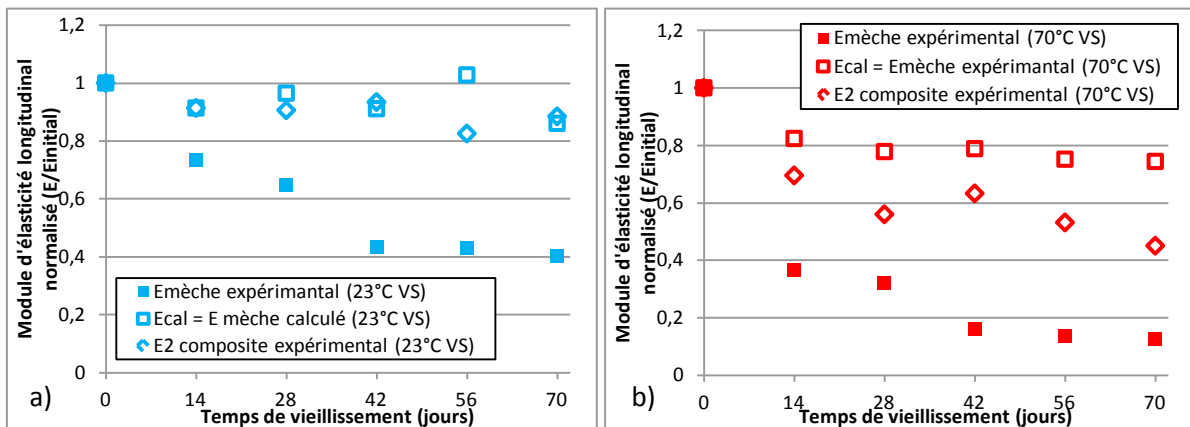 Module d'élasticité longitudinal
normalisé (E/Einitial)
1,2
1
0,8
0,6
0,4
0,2
0
Emèche expérimantal (23°C VS)
Ecal = E mèche calculé (23°C VS)
E2 composite expérimental (23°C VS)
a)
0 14 28 42 56 70
Temps de vieillissement (jours)
Module d'élasticité longitudinal
normalisé (E/Einitial)
1,2
1
0,8
0,6
0,4
0,2
0
Emèche expérimental (70°C VS)
Ecal = Emèche expérimantal (70°C VS)
E2 composite expérimental (70°C VS)
b)
0 14 28 42 56 70
Temps de vieillissement (jours)